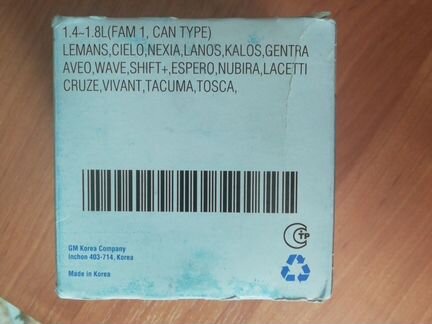 1.4~1.8L(FAM 1, CAN TYPE)
LEMANS,CIELO,NEXIA,LANOS,KALOS,GENTRA
AVEO,WAVE,SHIFT+,ESPERO,NUBIRA,LACETTI
CRUZE,VIVANT,TACUMA,TOSCA,
TP
GM Korea Company
Inchon 403-714, Korea
Made in Korea